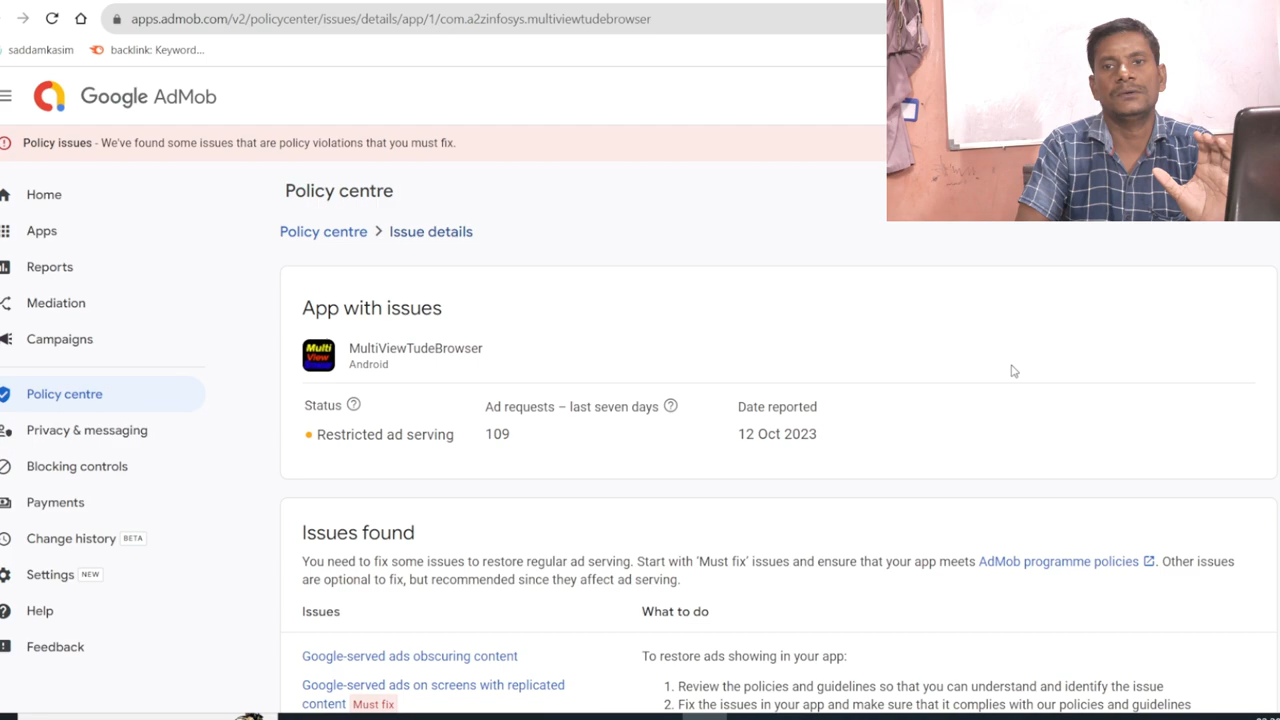 apps.admob.com/v2/policycenter/issues/details/app/1/com.a2zinfosys.multiviewtudebrowser
saddamkasim
backlink: Keyword...
Google AdMob
Policy issues - We've found some issues that are policy violations that you must fix.
Home
Apps
Reports
Mediation
Campaigns
Policy centre
Privacy & messaging
Blocking controls
Payments
Change history BETA
Settings NEW
Help
Feedback
Policy centre
Policy centre > Issue details
App with issues
Multi
View
MultiViewTudeBrowser
Android
Status
Ad requests – last seven days
Date reported
Restricted ad serving
109
12 Oct 2023
Issues found
You need to fix some issues to restore regular ad serving. Start with 'Must fix' issues and ensure that your app meets AdMob programme policies. Other issues
are optional to fix, but recommended since they affect ad serving.
Issues
What to do
Google-served ads obscuring content
To restore ads showing in your app:
Google-served ads on screens with replicated
content Must fix
1. Review the policies and guidelines so that you can understand and identify the issue
2. Fix the issues in your app and make sure that it complies with our policies and guidelines